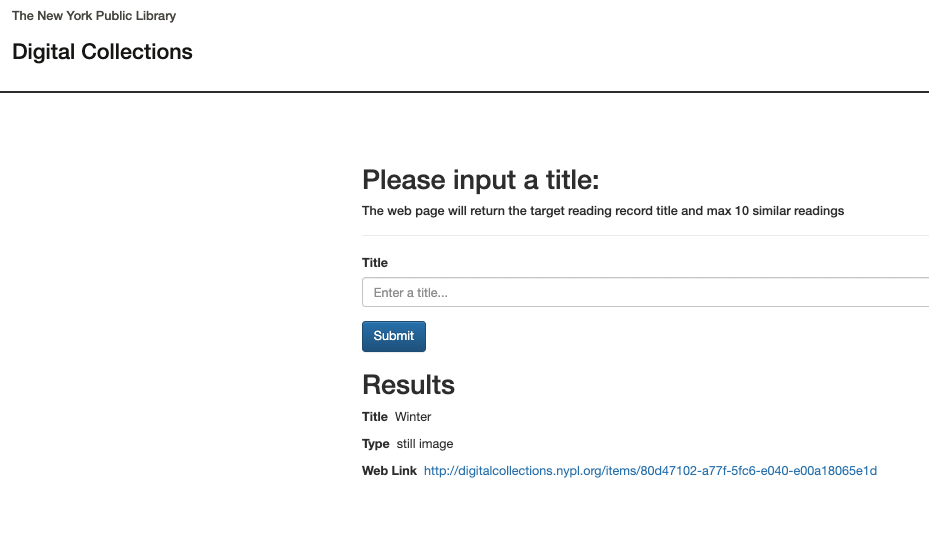 The New York Public Library
Digital Collections
Please input a title:
The web page will return the target reading record title and max 10 similar readings
Title
Enter a title...
Submit
Results
Title Winter
Type still image
Web Link http://digitalcollections.nypl.org/items/80d47102-a77f-5fc6-e040-e00a18065e1d